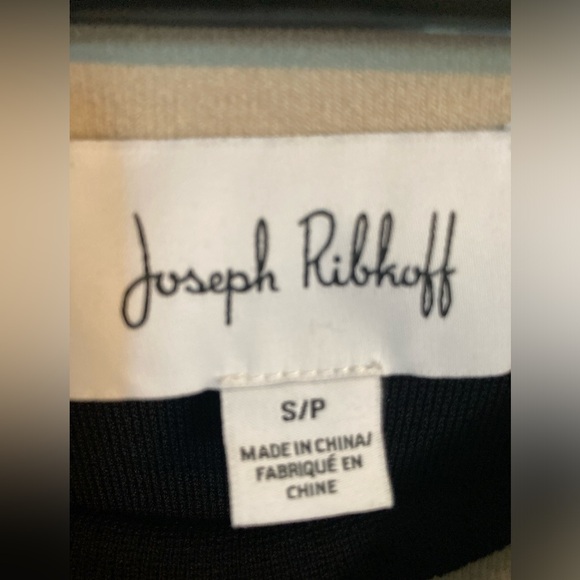 Joseph Ribkoff
S/P
MADE IN CHINA/
FABRIQUÉ EN
CHINE